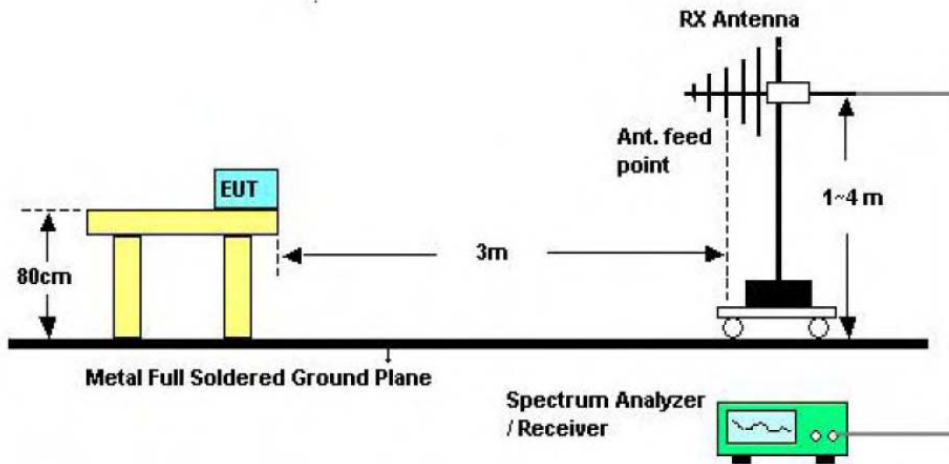 RX Antenna
Ant. feed
point
EUT
1~4 m
3m
80cm
Metal Full Soldered Ground Plane
Spectrum Analyzer
/ Receiver